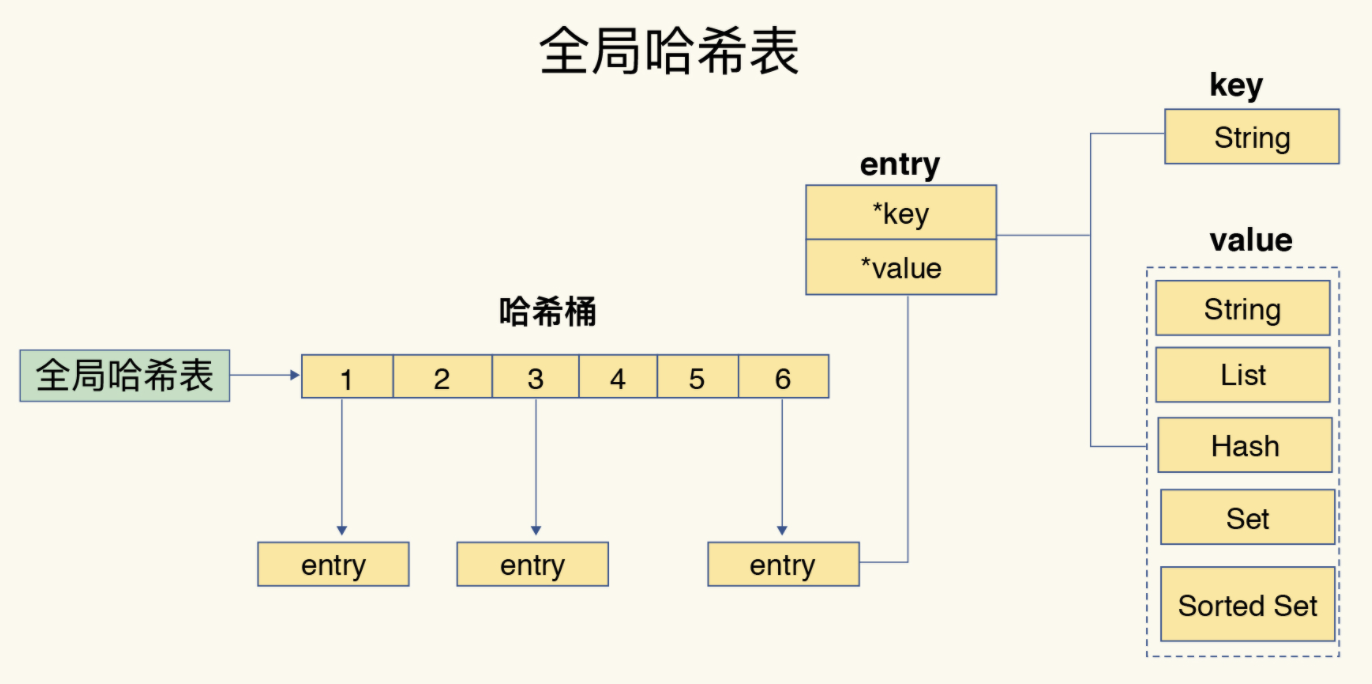 全局哈希表
key
String
entry
*key
*value
value
String
List
Hash
Set
Sorted Set
哈希桶
全局哈希表
1 2 3 4 5 6
entry entry entry